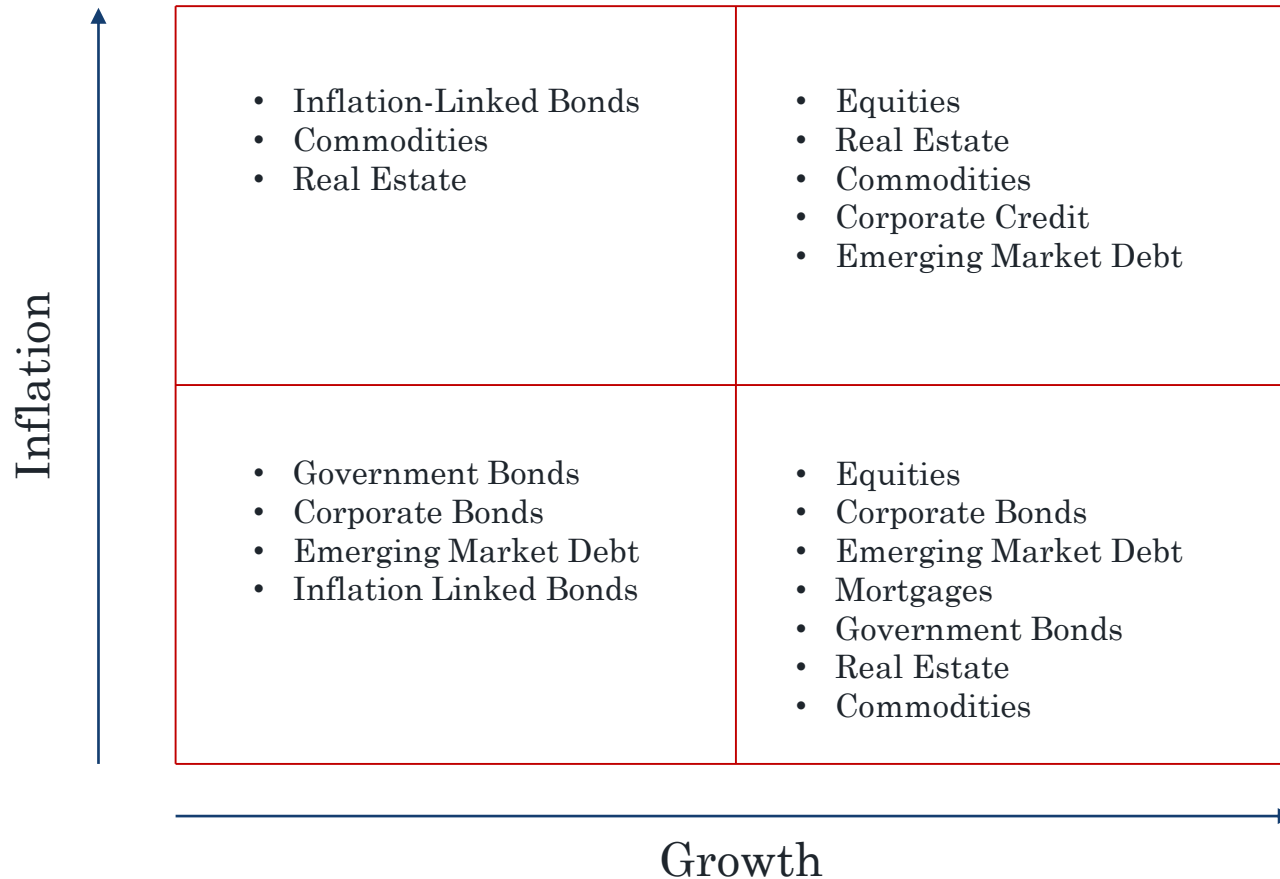 Inflation
• Inflation-Linked Bonds
• Commodities
• Real Estate
• Equities
• Real Estate
• Commodities
• Corporate Credit
• Emerging Market Debt
• Government Bonds
• Corporate Bonds
• Emerging Market Debt
• Inflation Linked Bonds
• Equities
• Corporate Bonds
• Emerging Market Debt
• Mortgages
• Government Bonds
• Real Estate
• Commodities
Growth